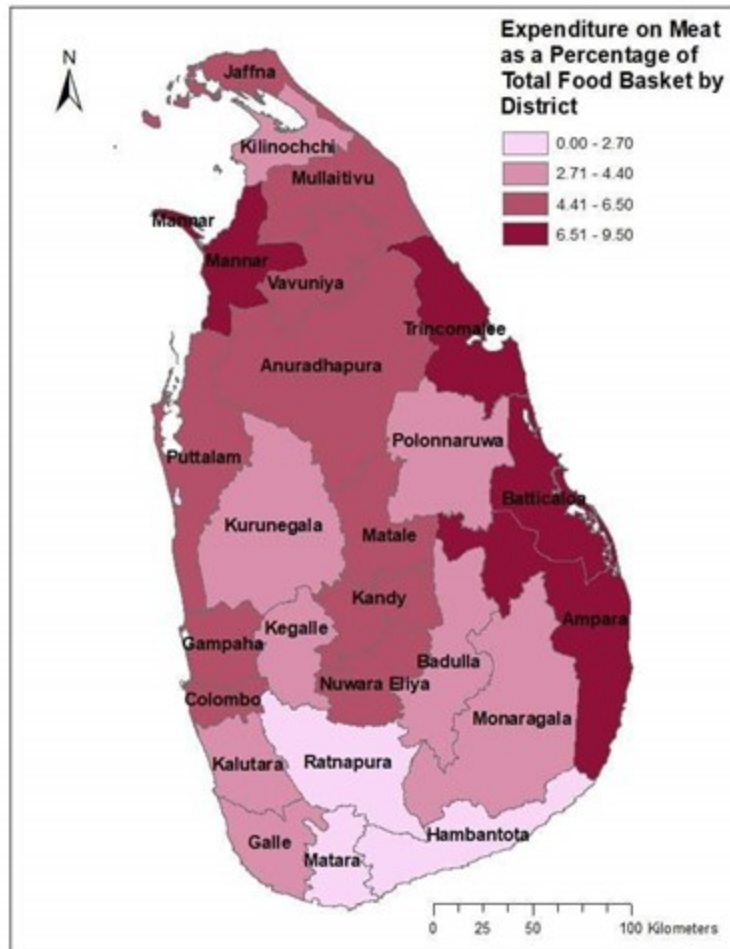 Expenditure on Meat
as a Percentage of
Total Food Basket by
District
0.00 - 2.70
2.71 - 4.40
4.41 - 6.50
6.51 - 9.50
N
Jaffna
Kilinochchi
Mullaitivu
Mannar
Mannar
Vavuniya
Trincomalee
Anuradhapura
Polonnaruwa
Puttalam
Batticaloa
Kurunegala
Matale
Kandy
Ampara
Kegalle
Gampaha
Badulla
Nuwara Eliya
Colombo
Monaragala
Kalutara
Ratnapura
Hambantota
Galle
Matara
0 25 50 100 Kilometers